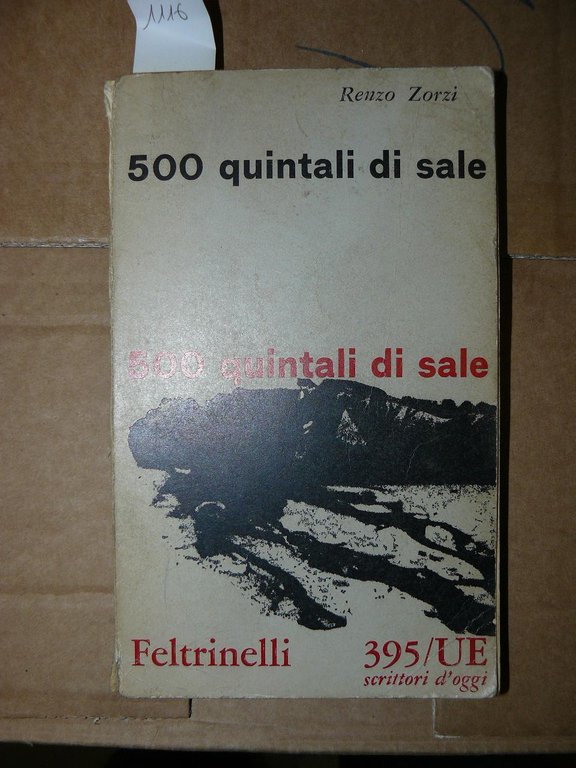 1116
Renzo Zorzi
500 quintali di sale
500 quintali di sale
Feltrinelli 395/UE
scrittori d'oggi